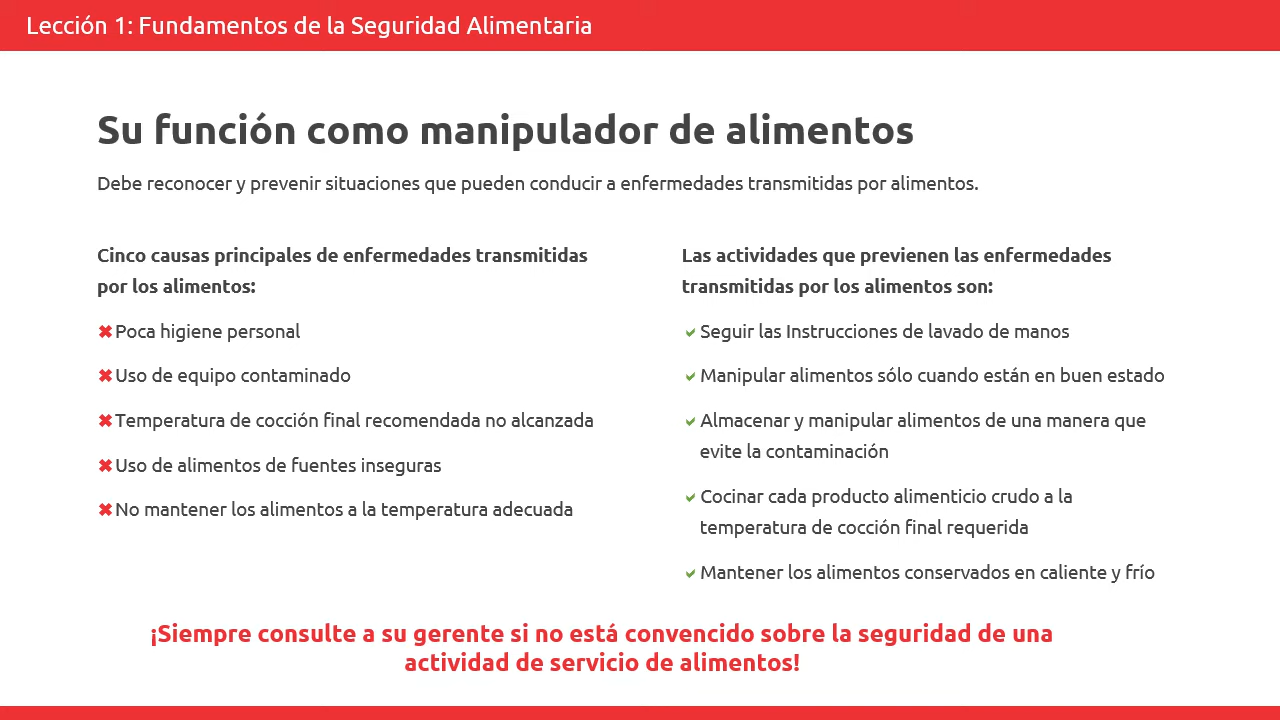 Lección 1: Fundamentos de la Seguridad Alimentaria
Su función como manipulador de alimentos
Debe reconocer y prevenir situaciones que pueden conducir a enfermedades transmitidas por alimentos.
Cinco causas principales de enfermedades transmitidas
por los alimentos:
✖Poca higiene personal
✖Uso de equipo contaminado
✖Temperatura de cocción final recomendada no alcanzada
✖Uso de alimentos de fuentes inseguras
✖No mantener los alimentos a la temperatura adecuada
Las actividades que previenen las enfermedades
transmitidas por los alimentos son:
✓Seguir las Instrucciones de lavado de manos
✓Manipular alimentos sólo cuando están en buen estado
✓Almacenar y manipular alimentos de una manera que
evite la contaminación
✓Cocinar cada producto alimenticio crudo a la
temperatura de cocción final requerida
✓Mantener los alimentos conservados en caliente y frío
¡Siempre consulte a su gerente si no está convencido sobre la seguridad de una
actividad de servicio de alimentos!